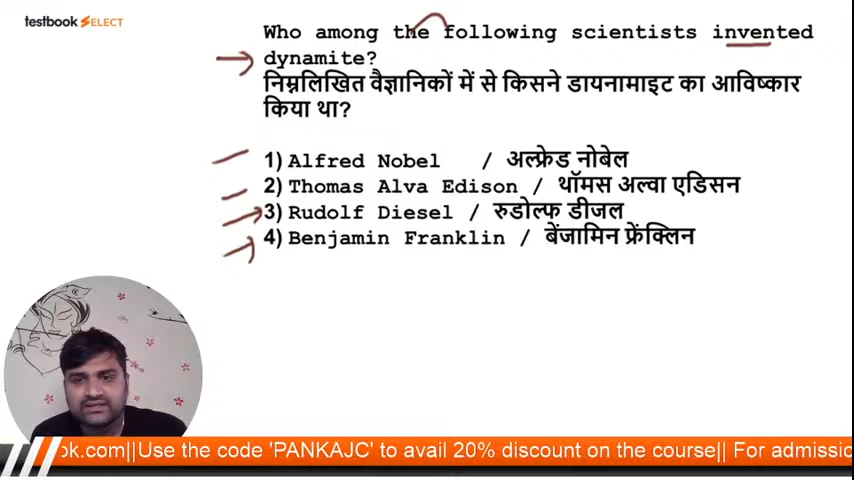 testbook SELECT
Who among the following scientists invented
dynamite?
निम्नलिखित वैज्ञानिकों में से किसने डायनामाइट का आविष्कार
किया था?
1) Alfred Nobel / अल्फ्रेड नोबेल
2) Thomas Alva Edison / थॉमस अल्वा एडिसन
3) Rudolf Diesel / रुडोल्फ डीजल
4) Benjamin Franklin / बेंजामिन फ्रेंक्लिन
ok.com||Use the code 'PANKAJC' to avail 20% discount on the course|| For admissio